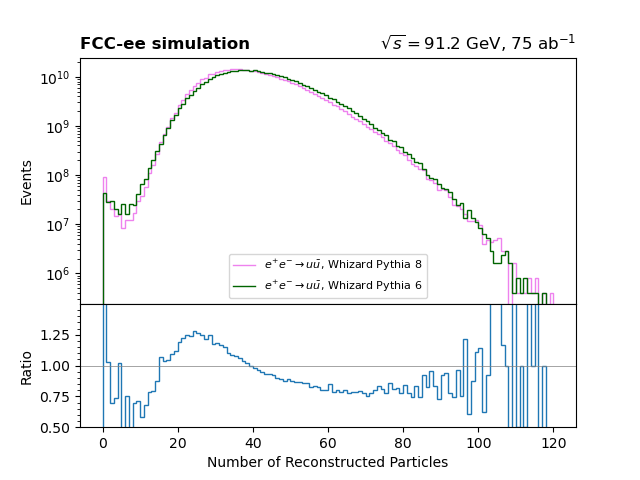 FCC-ee simulation
√s = 91.2 GeV, 75 ab⁻¹
10¹⁰
10⁹
10⁸
10⁷
10⁶
Events
e⁺e⁻→uū, Whizard Pythia 8
e⁺e⁻→uū, Whizard Pythia 6
1.25
1.00
0.75
0.50
Ratio
0 20 40 60 80 100 120
Number of Reconstructed Particles